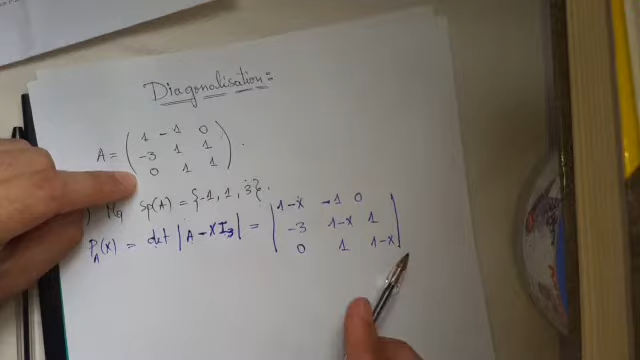 Diagonalisation:
A = ( 1 -1 0
-3 1 1
0 1 1 ) .
) Mq Sp(A) = {-1, 1, 3}.
P_A(X) = det |A - XI_3| = | 1-X -1 0
-3 1-X 1
0 1 1-X |